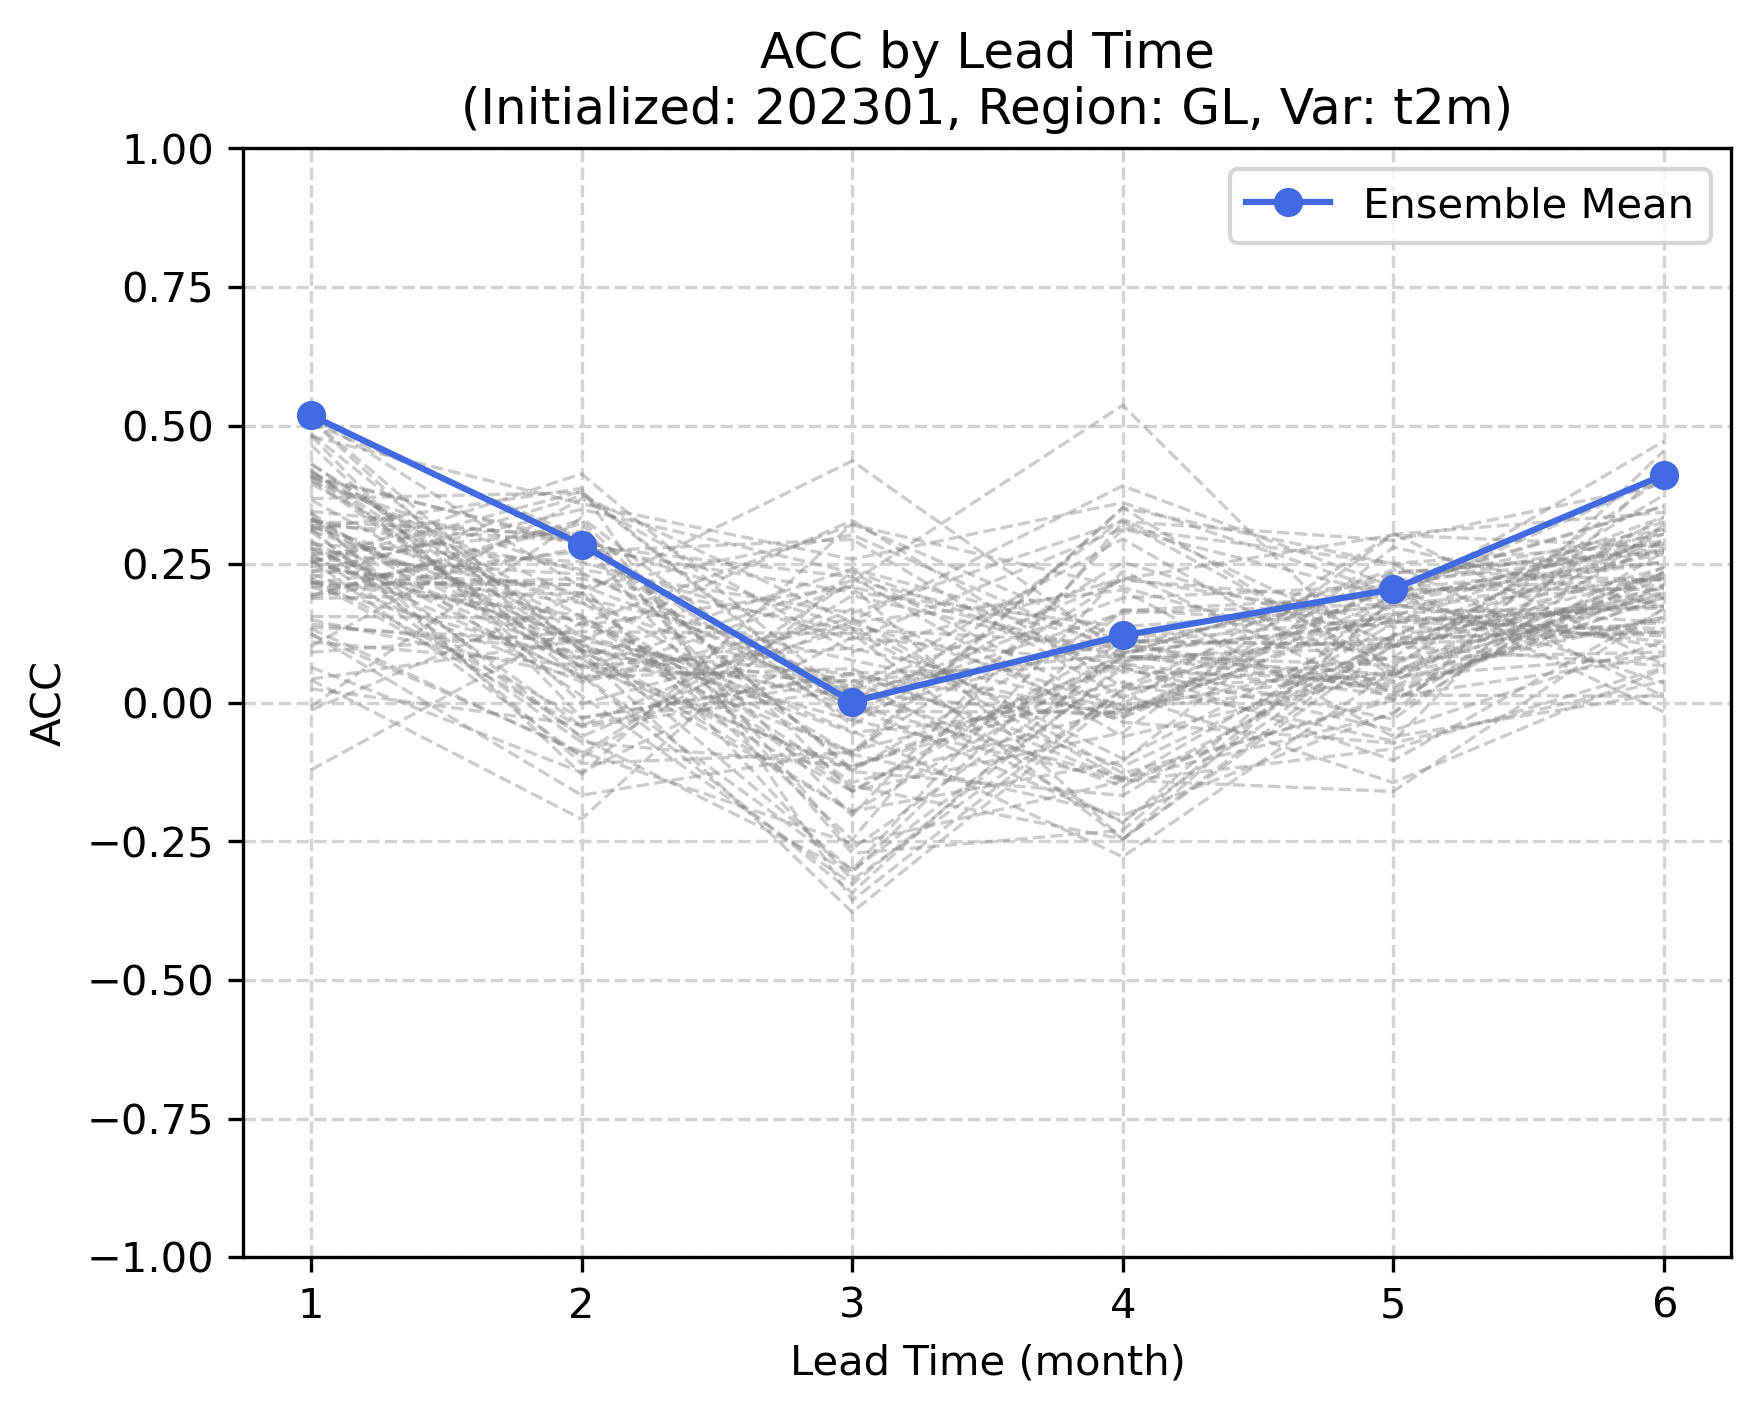 ACC by Lead Time
(Initialized: 202301, Region: GL, Var: t2m)
Ensemble Mean
1.00
0.75
0.50
0.25
0.00
−0.25
−0.50
−0.75
−1.00
ACC
1 2 3 4 5 6
Lead Time (month)